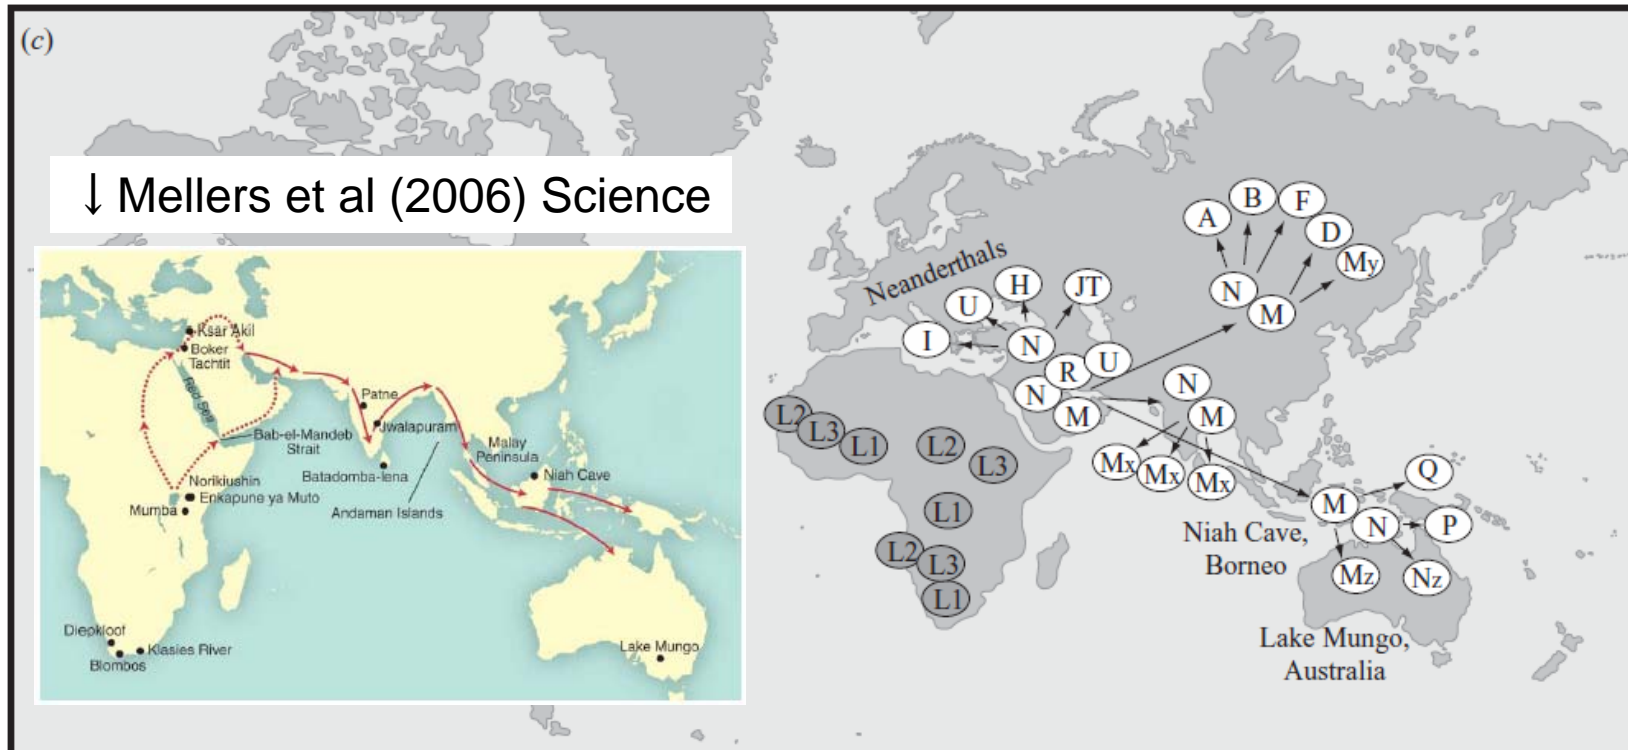 (c)
↓ Mellers et al (2006) Science
Ksar Akil
Boker
Tachtit
Red Sea
Bab-el-Mandeb
Strait
Norikiushin
Enkapune ya Muto
Mumba
Diepkloof
Blombos
Klasies River
Patne
Jwalapuram
Batadomba-lena
Andaman Islands
Malay
Peninsula
Niah Cave
Lake Mungo
Neanderthals
I
U
H
JT
N
R
U
N
M
A
B
F
D
My
N
M
N
M
Mx
Mx
Mx
L2
L3
L1
L2
L3
L1
L2
L3
L1
M
N
Q
P
Mz
Nz
Niah Cave,
Borneo
Lake Mungo,
Australia